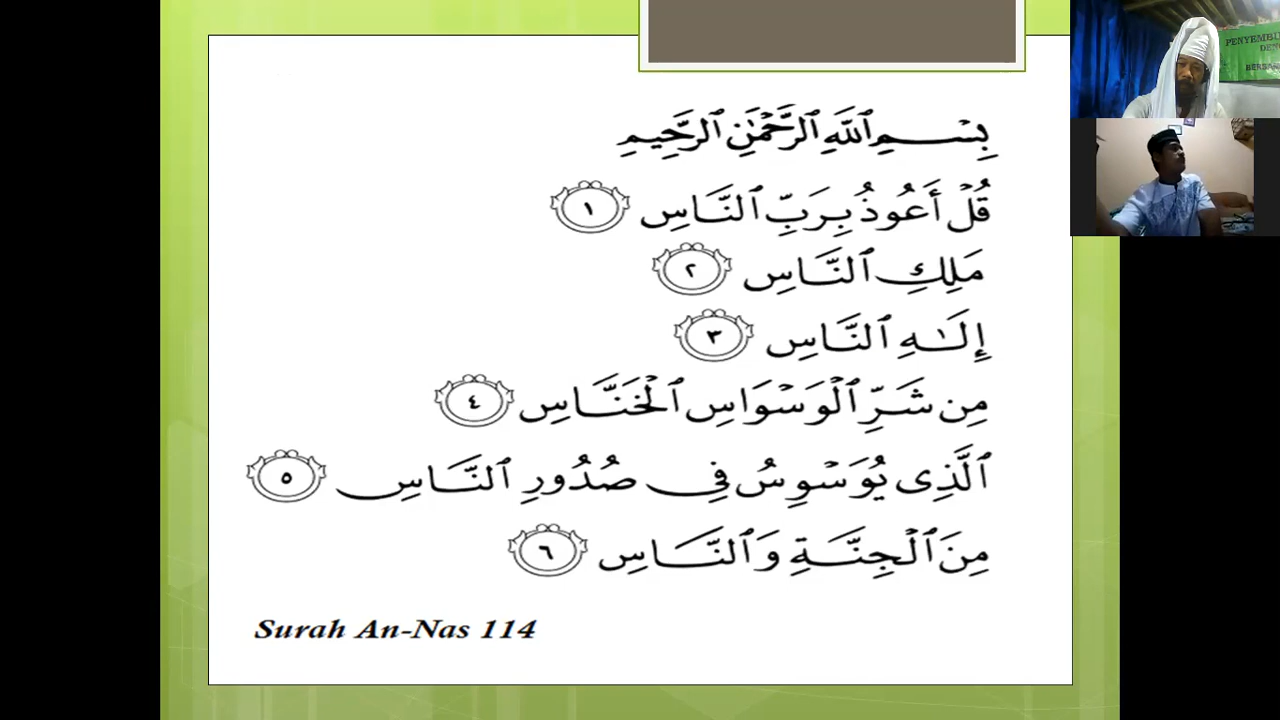 بِسْمِ ٱللَّهِ ٱلرَّحْمَٰنِ ٱلرَّحِيمِ
قُلْ أَعُوذُ بِرَبِّ ٱلنَّاسِ ١
مَلِكِ ٱلنَّاسِ ٢
إِلَٰهِ ٱلنَّاسِ ٣
مِن شَرِّ ٱلْوَسْوَاسِ ٱلْخَنَّاسِ ٤
ٱلَّذِى يُوَسْوِسُ فِى صُدُورِ ٱلنَّاسِ ٥
مِنَ ٱلْجِنَّةِ وَٱلنَّاسِ ٦
Surah An-Nas 114